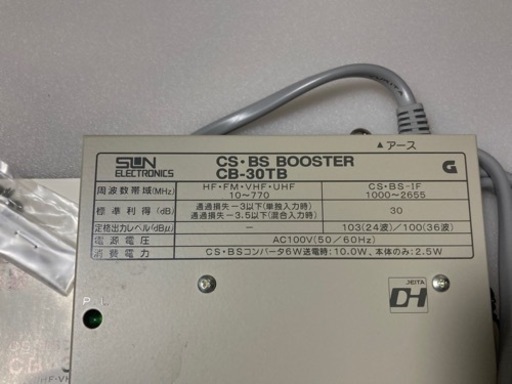 ▲アース
SUN ELECTRONICS
CS・BS BOOSTER
CB-30TB
G
周波数帯域(MHz) HF・FM・VHF・UHF 10～770 CS・BS-IF 1000～2655
標準利得(dB) 通過損失−3以下(単独入力時) 通過損失−3.5以下(混合入力時) 30
定格出力レベル(dBμ) − 103(24波)/100(36波)
電源電圧 AC100V(50/60Hz)
消費電力 CS・BSコンバータ6W送電時:10.0W、本体のみ:2.5W
JEITA
DH